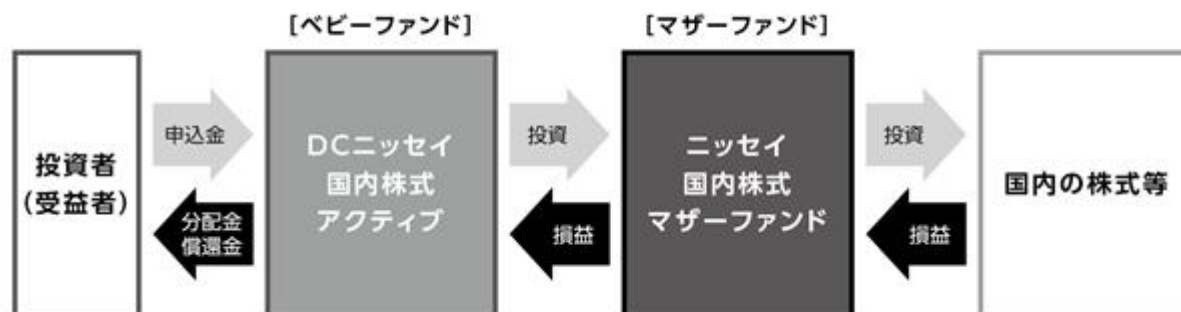 [ベビーファンド]
[マザーファンド]
投資者
(受益者)
申込金
分配金
償還金
DCニッセイ
国内株式
アクティブ
投資
損益
ニッセイ
国内株式
マザーファンド
投資
損益
国内の株式等